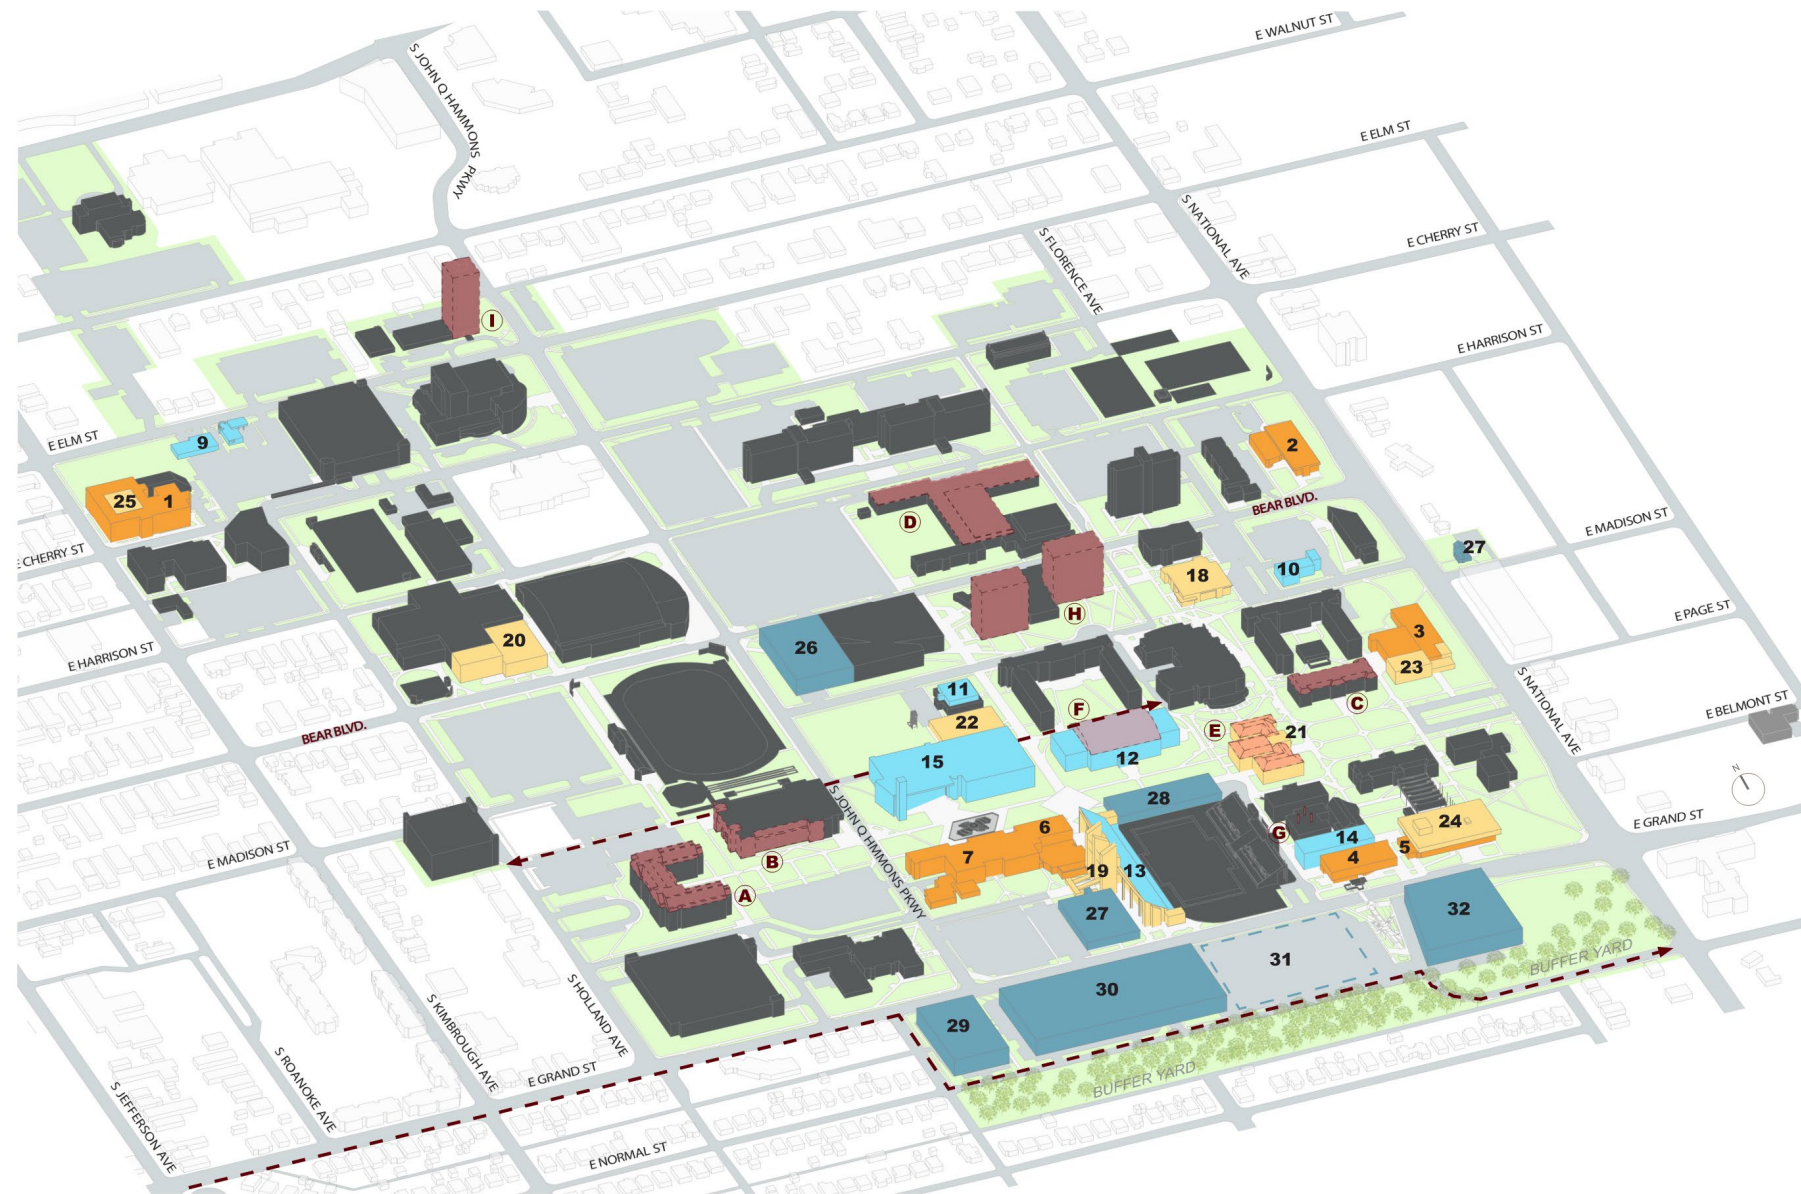 E WALNUT ST
S JOHN Q HAMMONS PKWY
E ELM ST
S NATIONAL AVE
E CHERRY ST
S FLORENCE AVE
I
E HARRISON ST
E ELM ST
9
2
25
1
BEAR BLVD.
D
E MADISON ST
E CHERRY ST
27
10
18
H
E PAGE ST
3
20
26
E HARRISON ST
23
11
C
S NATIONAL AVE
E BELMONT ST
F
22
E
21
BEAR BLVD.
12
15
N
28
S JOHN Q HMMONS PKWY
E GRAND ST
24
6
G
14
E MADISON ST
5
7
B
4
19
13
A
27
32
BUFFER YARD
31
30
S HOLLAND AVE
S KIMBROUGH AVE
29
E GRAND ST
BUFFER YARD
S ROANOKE AVE
S JEFFERSON AVE
E NORMAL ST